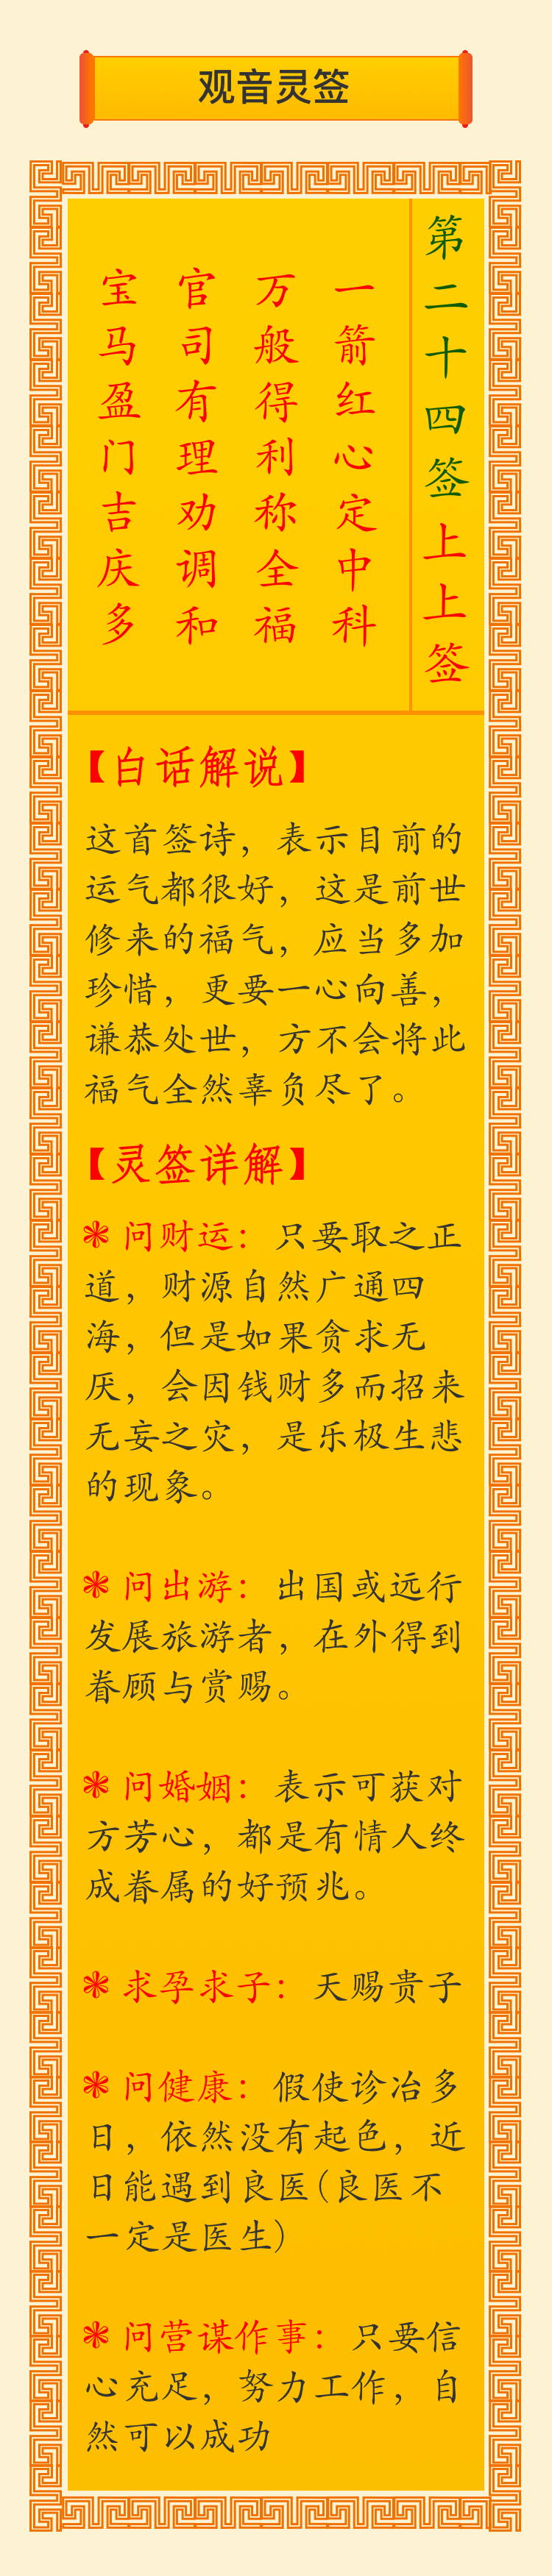 观音灵签
第二十四签上上签
一箭红心定中科
万般得利称全福
官司有理劝调和
宝马盈门吉庆多
【白话解说】
这首签诗，表示目前的
运气都很好，这是前世
修来的福气，应当多加
珍惜，更要一心向善，
谦恭处世，方不会将此
福气全然辜负尽了。
【灵签详解】
❃ 问财运：只要取之正
道，财源自然广通四
海，但是如果贪求无
厌，会因钱财多而招来
无妄之灾，是乐极生悲
的现象。
❃ 问出游：出国或远行
发展旅游者，在外得到
眷顾与赏赐。
❃ 问婚姻：表示可获对
方芳心，都是有情人终
成眷属的好预兆。
❃ 求孕求子：天赐贵子
❃ 问健康：假使诊冶多
日，依然没有起色，近
日能遇到良医(良医不
一定是医生)
❃ 问营谋作事：只要信
心充足，努力工作，自
然可以成功